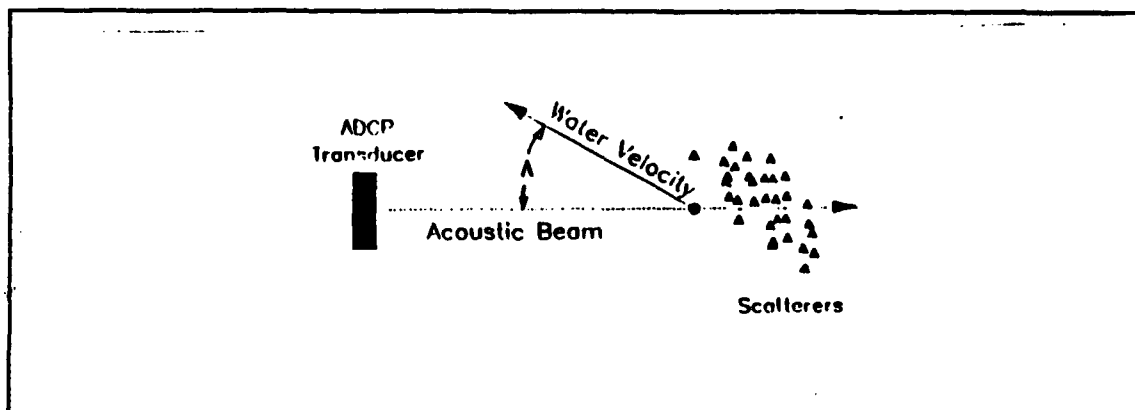 ADCP
Transducer
Water Velocity
A
Acoustic Beam
Scatterers